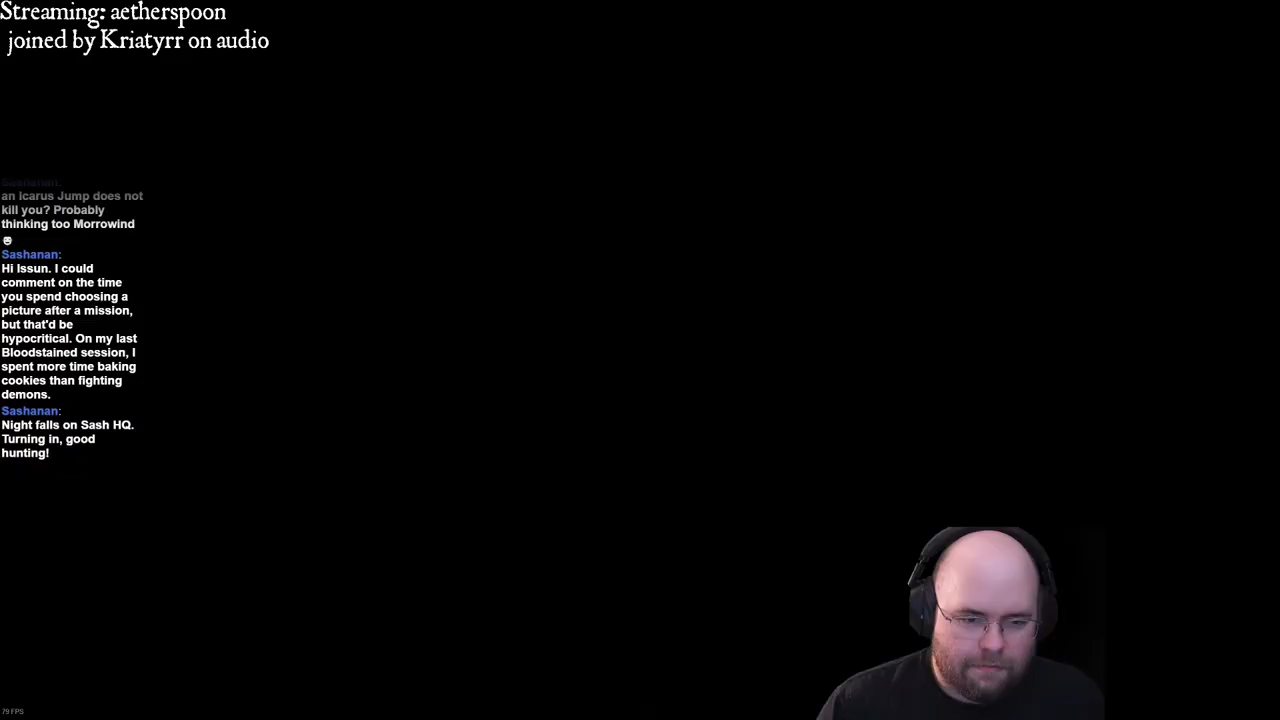 Streaming: aetherspoon
joined by Kriatyrr on audio
Sashanan:
an Icarus Jump does not
kill you? Probably
thinking too Morrowind
Sashanan:
Hi Issun. I could
comment on the time
you spend choosing a
picture after a mission,
but that'd be
hypocritical. On my last
Bloodstained session, I
spent more time baking
cookies than fighting
demons.
Sashanan:
Night falls on Sash HQ.
Turning in, good
hunting!
79 FPS